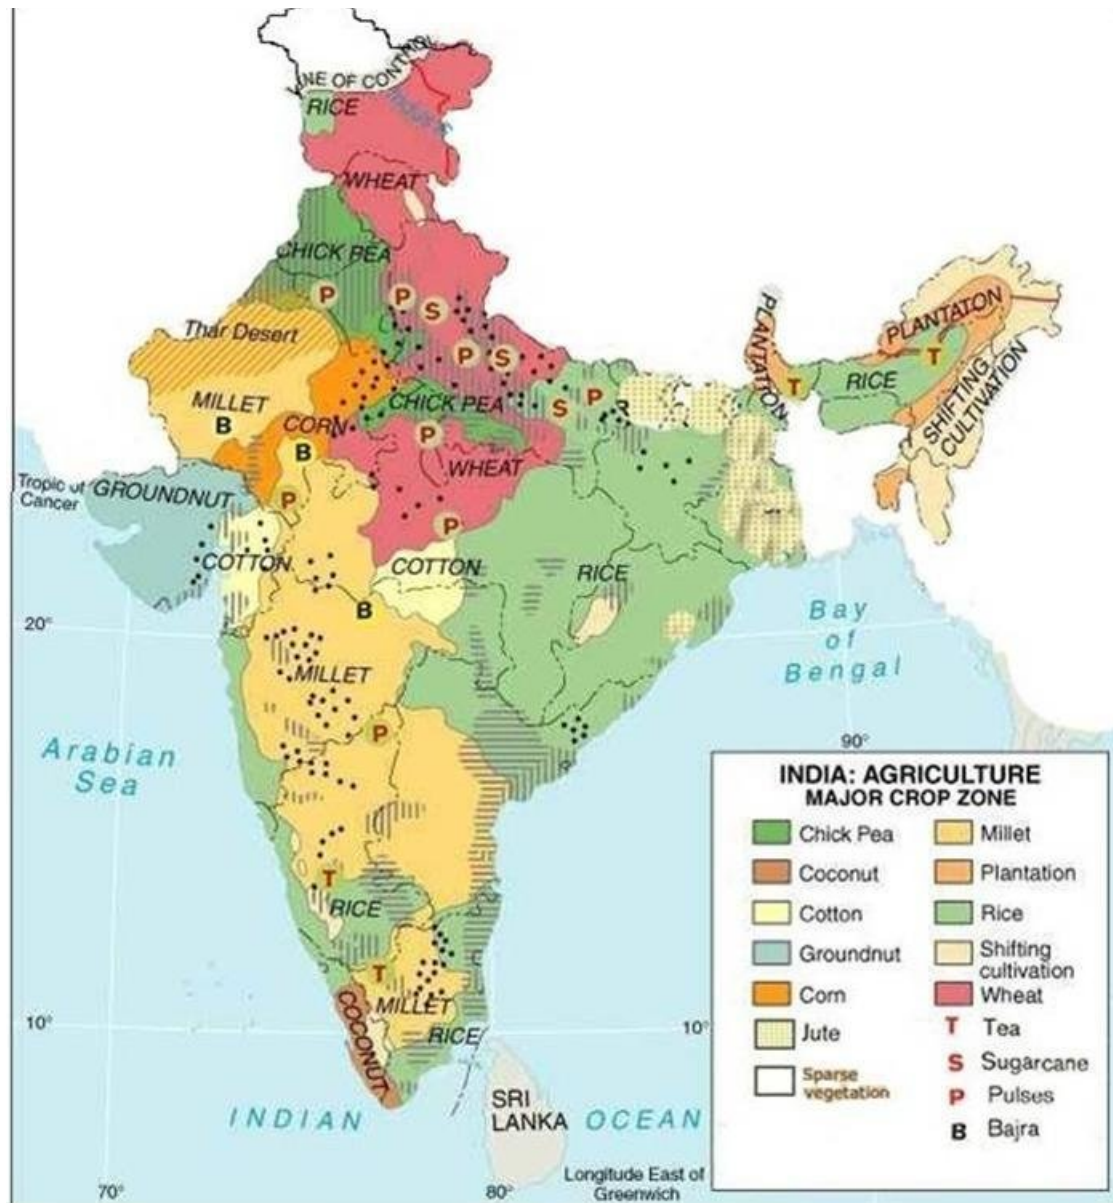 LINE OF CONTROL
RICE
WHEAT
CHICK PEA
P
P
S
Thar Desert
P
S
PLANTATION
PLANTATON
T
T
RICE
SHIFTING
CULTIVATION
MILLET
B
CHICK PEA
S
P
CORN
B
P
WHEAT
Tropic of
Cancer
GROUNDNUT
P
P
COTTON
COTTON
RICE
B
20°
Bay
of
Bengal
MILLET
P
Arabian
Sea
90°
T
RICE
T
MILLET
COCONUT
RICE
10°
10°
INDIAN
OCEAN
SRI
LANKA
70°
80°
Longitude East of
Greenwich
INDIA: AGRICULTURE
MAJOR CROP ZONE
Chick Pea
Coconut
Cotton
Groundnut
Corn
Jute
Sparse
vegetation
Millet
Plantation
Rice
Shifting
cultivation
Wheat
T Tea
S Sugarcane
P Pulses
B Bajra